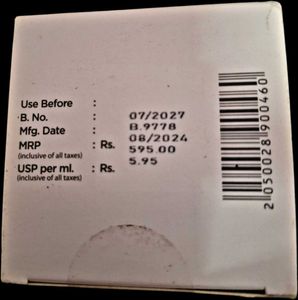 Use Before : 07/2027
B. No. : B.9778
Mfg. Date : 08/2024
MRP : Rs. 595.00
(inclusive of all taxes)
USP per ml. : Rs. 5.95
(inclusive of all taxes)
2050028900460